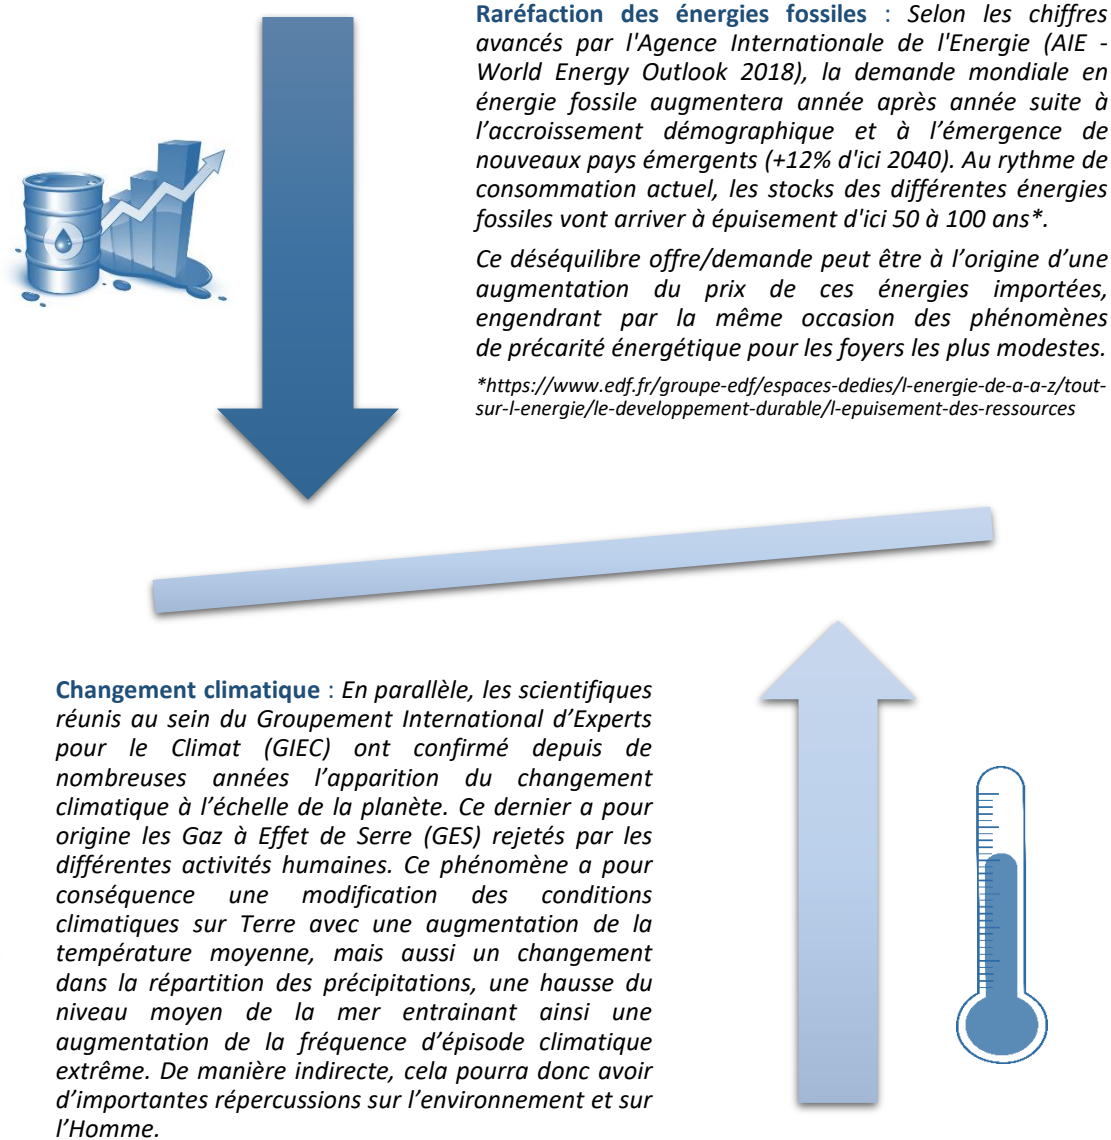 Raréfaction des énergies fossiles : Selon les chiffres
avancés par l'Agence Internationale de l'Energie (AIE -
World Energy Outlook 2018), la demande mondiale en
énergie fossile augmentera année après année suite à
l’accroissement démographique et à l’émergence de
nouveaux pays émergents (+12% d'ici 2040). Au rythme de
consommation actuel, les stocks des différentes énergies
fossiles vont arriver à épuisement d'ici 50 à 100 ans*.
Ce déséquilibre offre/demande peut être à l’origine d’une
augmentation du prix de ces énergies importées,
engendrant par la même occasion des phénomènes
de précarité énergétique pour les foyers les plus modestes.
*https://www.edf.fr/groupe-edf/espaces-dedies/l-energie-de-a-a-z/tout-
sur-l-energie/le-developpement-durable/l-epuisement-des-ressources
Changement climatique : En parallèle, les scientifiques
réunis au sein du Groupement International d’Experts
pour le Climat (GIEC) ont confirmé depuis de
nombreuses années l’apparition du changement
climatique à l’échelle de la planète. Ce dernier a pour
origine les Gaz à Effet de Serre (GES) rejetés par les
différentes activités humaines. Ce phénomène a pour
conséquence une modification des conditions
climatiques sur Terre avec une augmentation de la
température moyenne, mais aussi un changement
dans la répartition des précipitations, une hausse du
niveau moyen de la mer entrainant ainsi une
augmentation de la fréquence d’épisode climatique
extrême. De manière indirecte, cela pourra donc avoir
d’importantes répercussions sur l’environnement et sur
l’Homme.